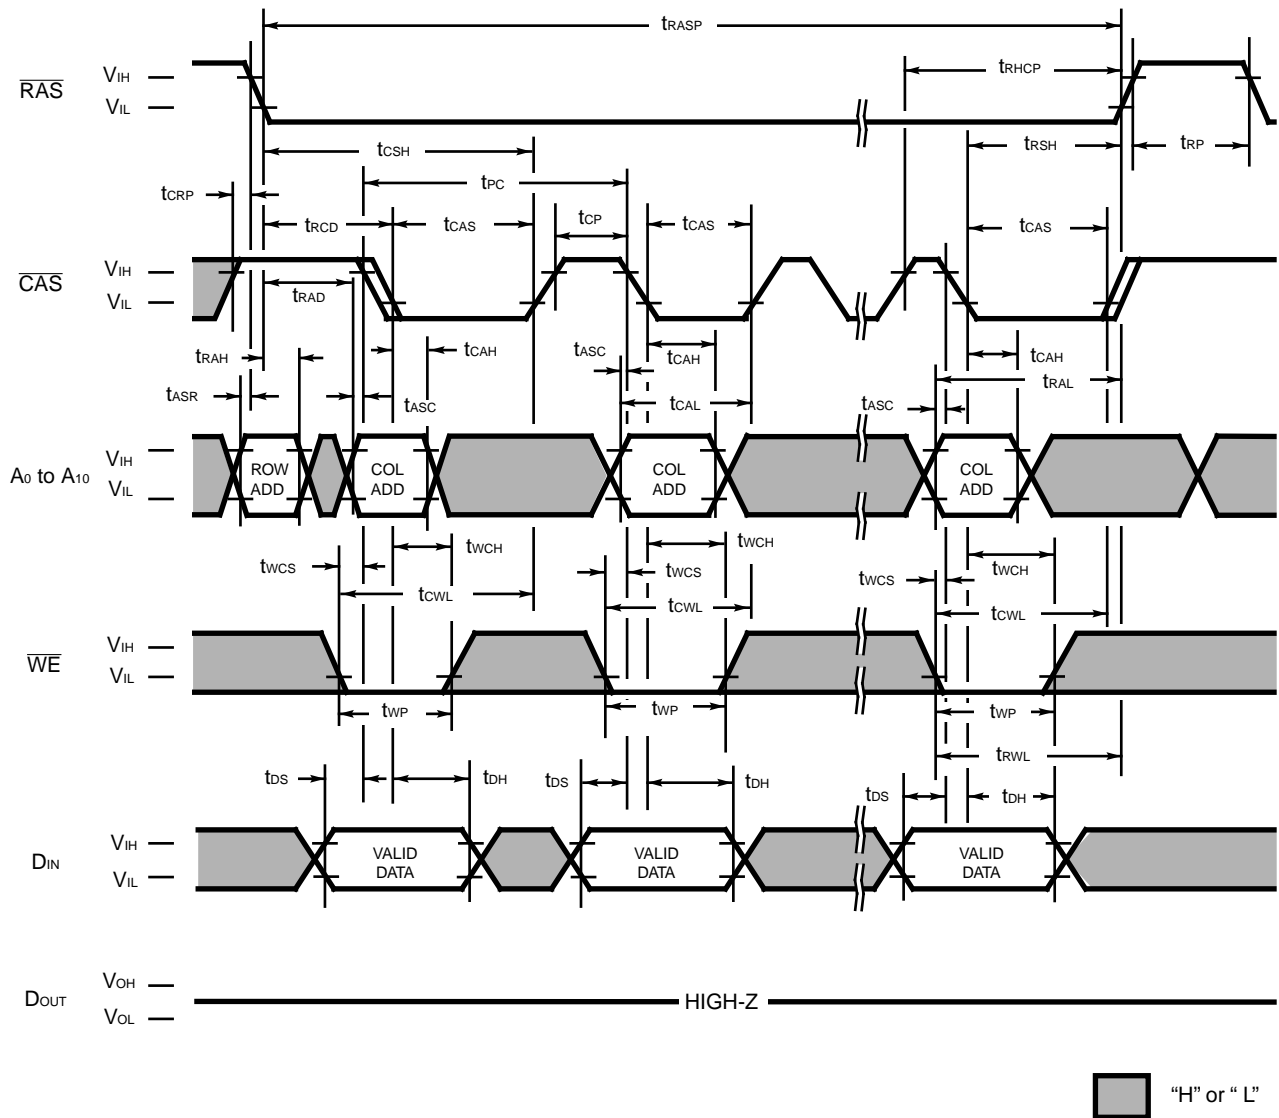 tRASP
RAS VIH tRHCP
VIL
tCSH tRSH tRP
tCRP tPC
tRCD tCAS tCP tCAS tCAS
CAS VIH
VIL tRAD
tRAH tCAH tASC tCAH tCAH
tASR tASC tCAL tASC tRAL
A0 to A10 VIH ROW ADD COL ADD COL ADD COL ADD
VIL
tWCH tWCH tWCH
tWCS tWCS tWCS
tCWL tCWL tCWL
WE VIH
VIL
tWP tWP tWP
tRWL
tDS tDH tDS tDH tDS tDH
DIN VIH VALID DATA VALID DATA VALID DATA
VIL
DOUT VOH
HIGH-Z
VOL
“H” or “ L”